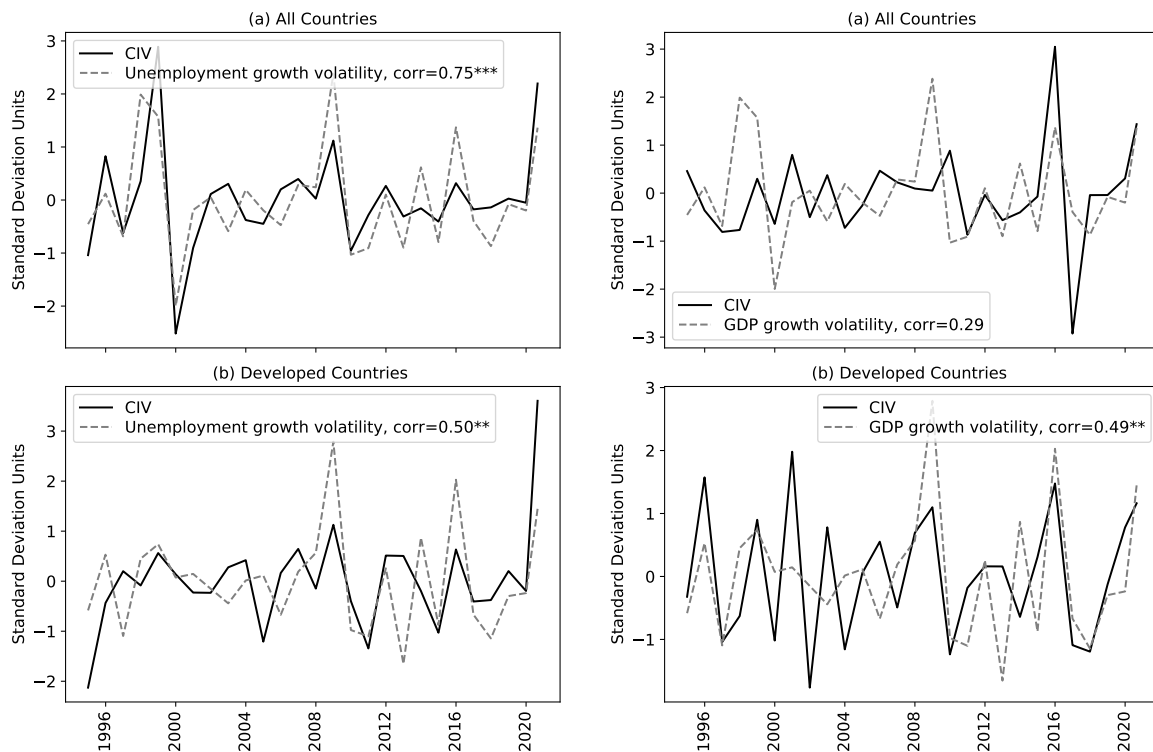 (a) All Countries
Standard Deviation Units
3
2
1
0
−1
−2
CIV
Unemployment growth volatility, corr=0.75***
(a) All Countries
Standard Deviation Units
3
2
1
0
−1
−2
−3
CIV
GDP growth volatility, corr=0.29
(b) Developed Countries
Standard Deviation Units
3
2
1
0
−1
−2
CIV
Unemployment growth volatility, corr=0.50**
1996
2000
2004
2008
2012
2016
2020
(b) Developed Countries
Standard Deviation Units
3
2
1
0
−1
CIV
GDP growth volatility, corr=0.49**
1996
2000
2004
2008
2012
2016
2020